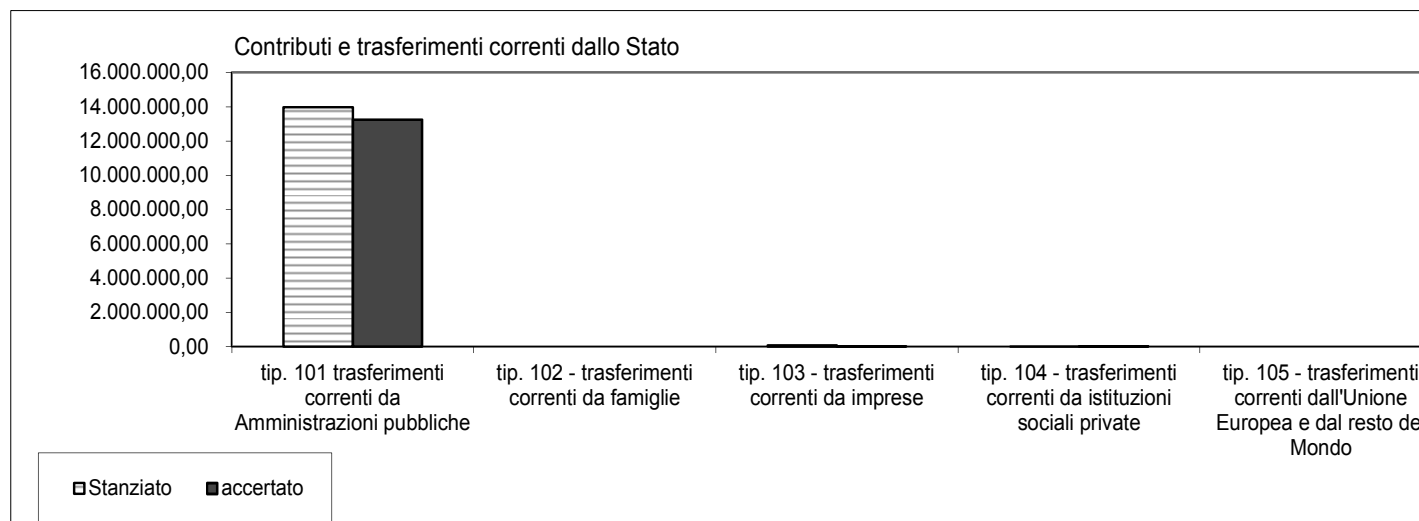 Contributi e trasferimenti correnti dallo Stato
16.000.000,00
14.000.000,00
12.000.000,00
10.000.000,00
8.000.000,00
6.000.000,00
4.000.000,00
2.000.000,00
0,00
tip. 101 trasferimenti
correnti da
Amministrazioni pubbliche
tip. 102 - trasferimenti
correnti da famiglie
tip. 103 - trasferimenti
correnti da imprese
tip. 104 - trasferimenti
correnti da istituzioni
sociali private
tip. 105 - trasferimenti
correnti dall'Unione
Europea e dal resto de
Mondo
Stanziato
accertato